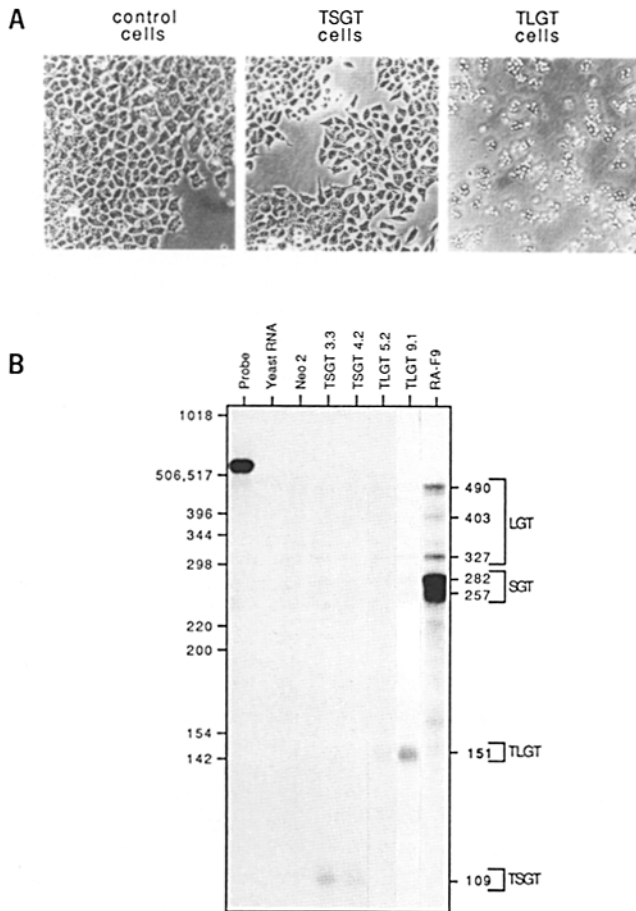 A
control cells
TSGT cells
TLGT cells
B
Probe
Yeast RNA
Neo 2
TSGT 3.3
TSGT 4.2
TLGT 5.2
TLGT 9.1
RA-F9
1018
506,517
396
344
298
220
200
154
142
490
403
327
282
257
151
109
LGT
SGT
TLGT
TSGT